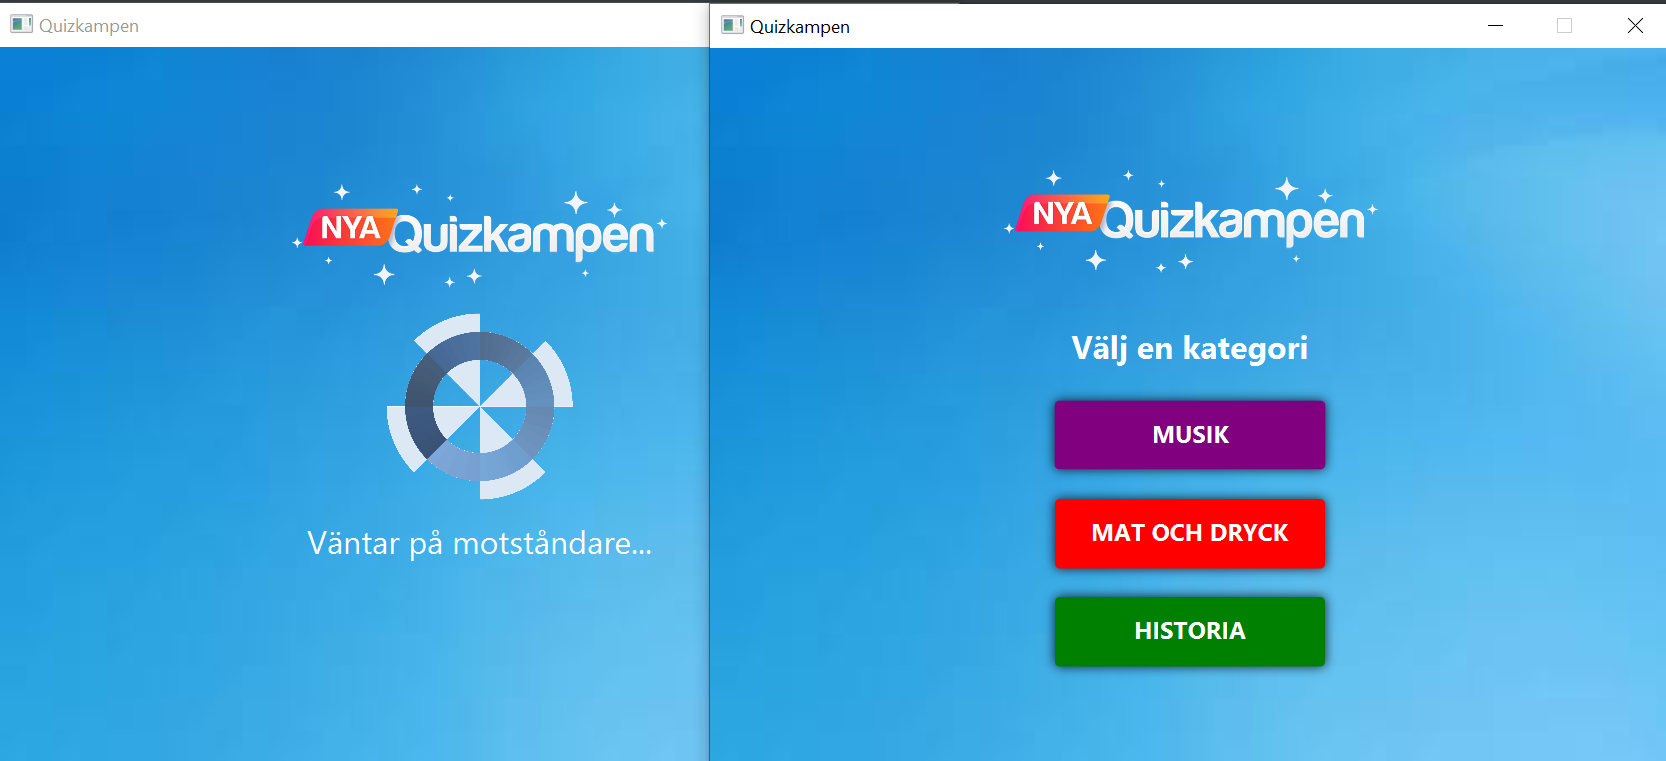 Quizkampen
NYA Quizkampen
Väntar på motståndare...
Quizkampen
NYA Quizkampen
Välj en kategori
MUSIK
MAT OCH DRYCK
HISTORIA